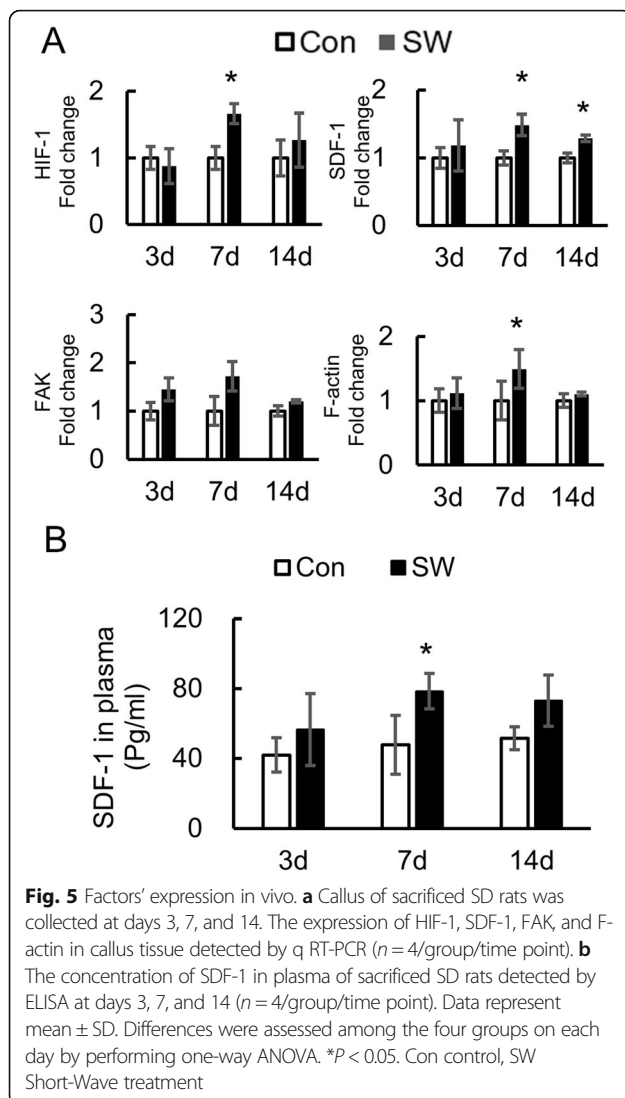 A
Con SW
HIF-1
Fold change
2
1
0
*
3d 7d 14d
SDF-1
Fold change
2
1
0
* *
3d 7d 14d
FAK
Fold change
3
2
1
0
3d 7d 14d
F-actin
Fold change
2
1
0
*
3d 7d 14d
B
Con SW
SDF-1 in plasma
(Pg/ml)
120
80
40
0
*
3d 7d 14d
Fig. 5 Factors’ expression in vivo. a Callus of sacrificed SD rats was
collected at days 3, 7, and 14. The expression of HIF-1, SDF-1, FAK, and F-
actin in callus tissue detected by q RT-PCR (n = 4/group/time point). b
The concentration of SDF-1 in plasma of sacrificed SD rats detected by
ELISA at days 3, 7, and 14 (n = 4/group/time point). Data represent
mean ± SD. Differences were assessed among the four groups on each
day by performing one-way ANOVA. *P < 0.05. Con control, SW
Short-Wave treatment